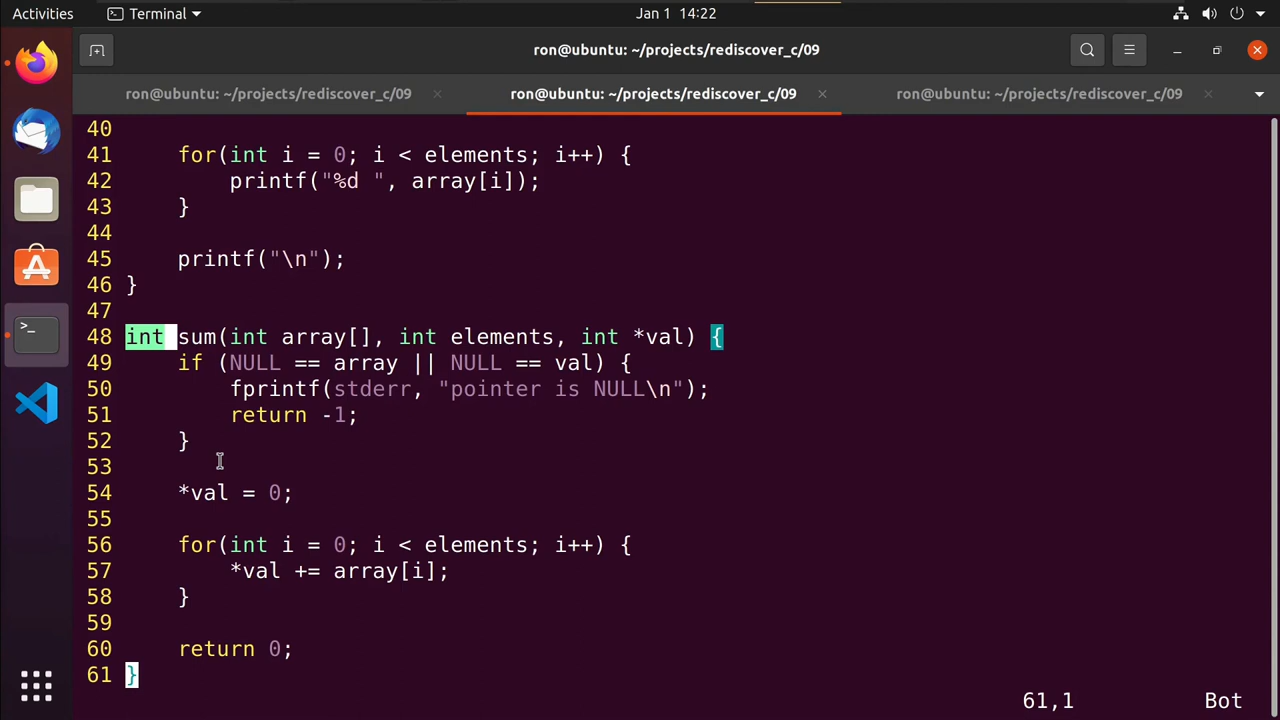 Activities
Terminal
Jan 1 14:22
ron@ubuntu: ~/projects/rediscover_c/09
ron@ubuntu: ~/projects/rediscover_c/09
ron@ubuntu: ~/projects/rediscover_c/09
ron@ubuntu: ~/projects/rediscover_c/09
40
41     for(int i = 0; i < elements; i++) {
42         printf("%d ", array[i]);
43     }
44
45     printf("\n");
46 }
47
48 int sum(int array[], int elements, int *val) {
49     if (NULL == array || NULL == val) {
50         fprintf(stderr, "pointer is NULL\n");
51         return -1;
52     }
53
54     *val = 0;
55
56     for(int i = 0; i < elements; i++) {
57         *val += array[i];
58     }
59
60     return 0;
61 }
61,1 Bot